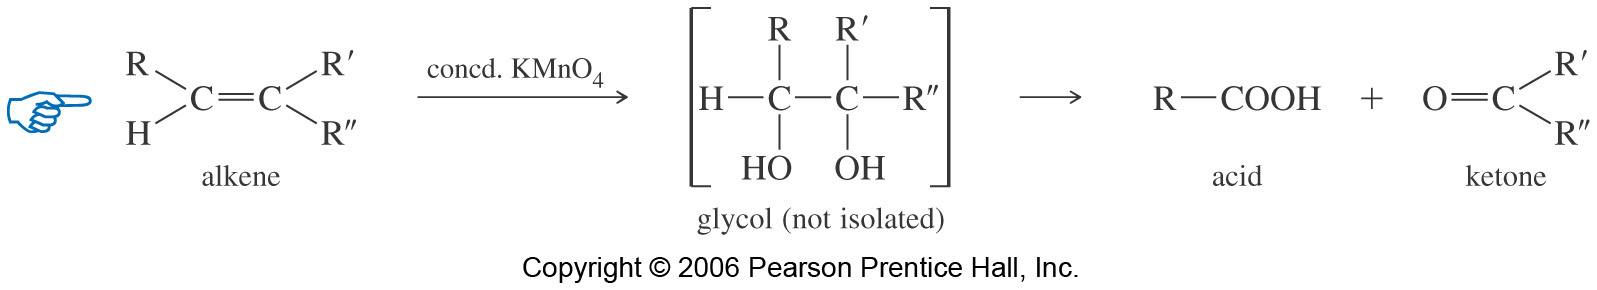 R R′ concd. KMnO₄ R R′ R′
C=C H—C—C—R″ R—COOH + O=C
H R″ HO OH R″
alkene acid ketone
glycol (not isolated)
Copyright © 2006 Pearson Prentice Hall, Inc.